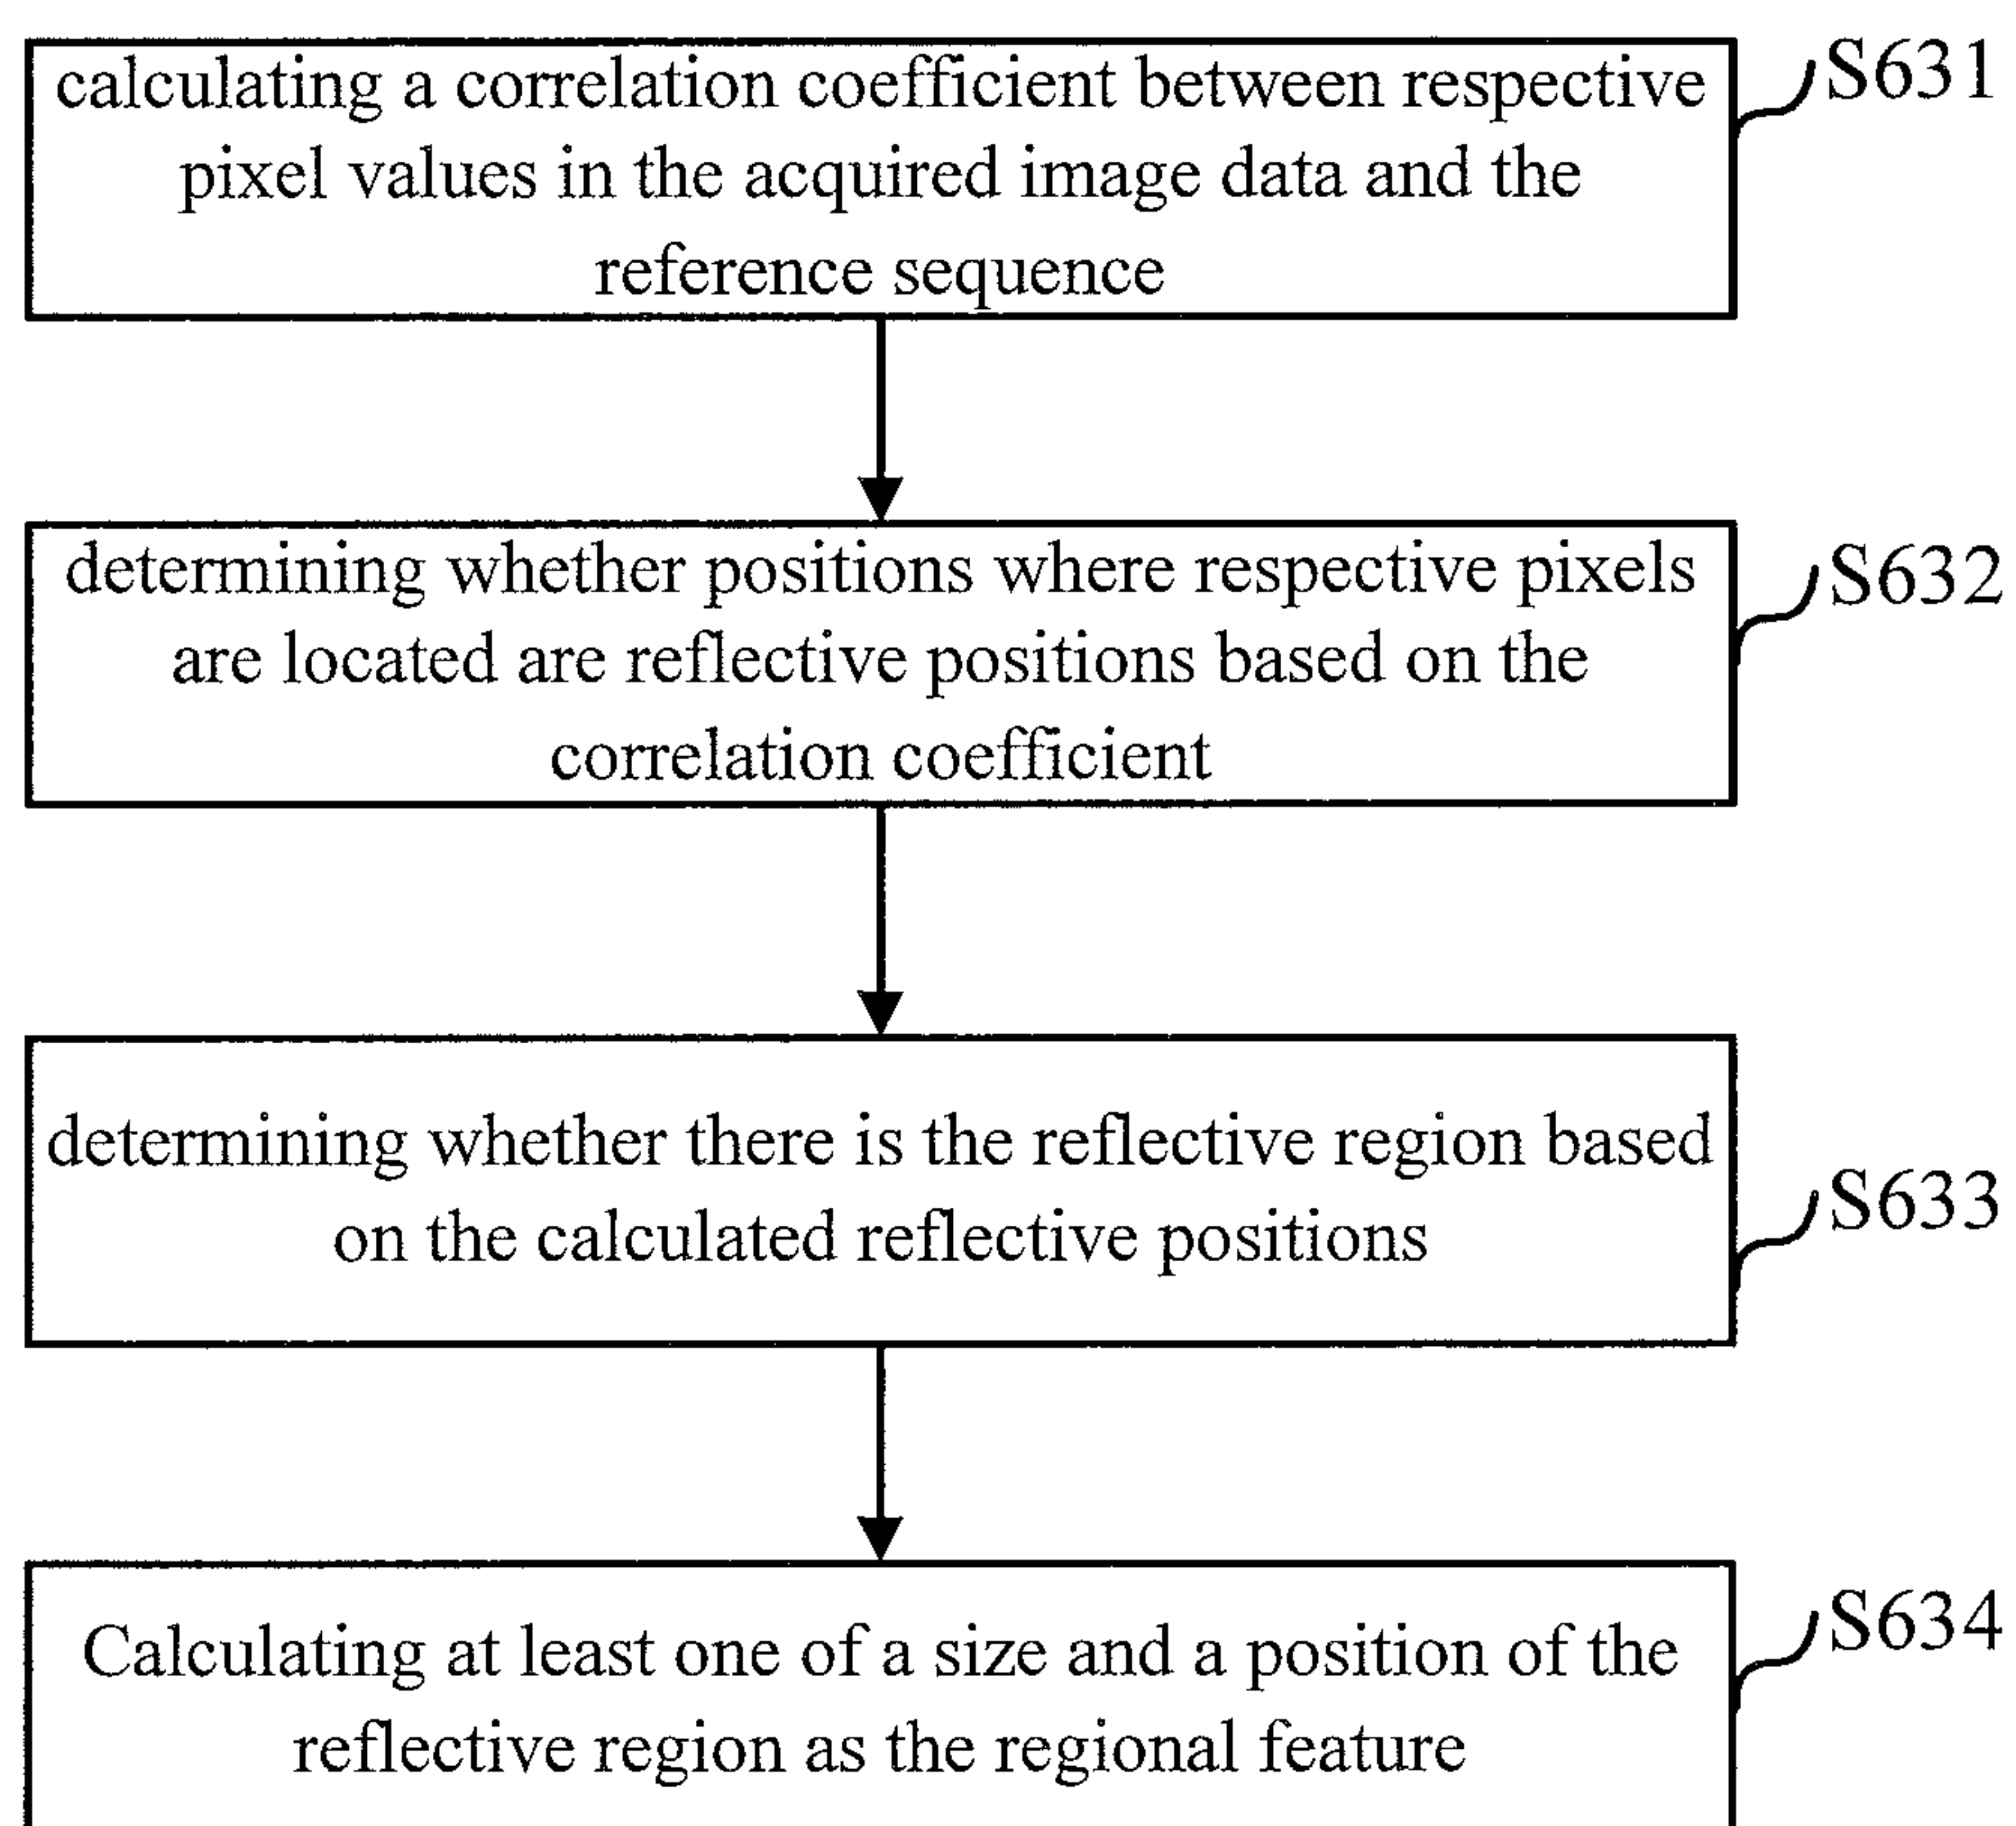 calculating a correlation coefficient between respective
pixel values in the acquired image data and the
reference sequence
S631
determining whether positions where respective pixels
are located are reflective positions based on the
correlation coefficient
S632
determining whether there is the reflective region based
on the calculated reflective positions
S633
Calculating at least one of a size and a position of the
reflective region as the regional feature
S634